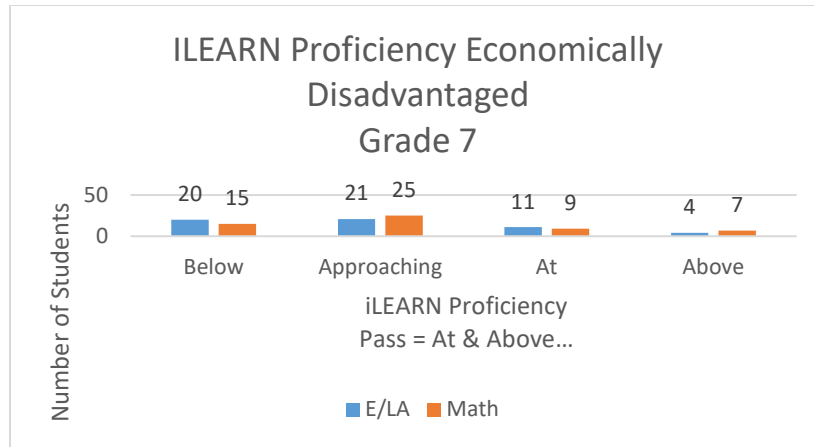 ILEARN Proficiency Economically
Disadvantaged
Grade 7
50
0
20 15 21 25 11 9 4 7
Below Approaching At Above
Number of Students
iLEARN Proficiency
Pass = At & Above…
E/LA Math